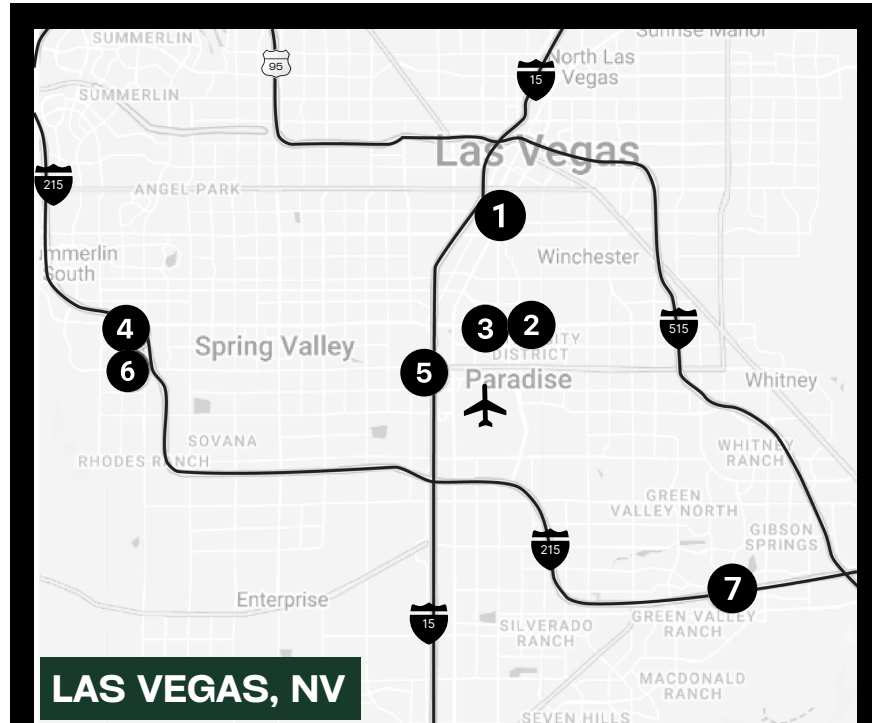 SUMMERLIN
Sunrise Manor
95
North Las
Vegas
15
SUMMERLIN
Las Vegas
215
ANGEL PARK
1
Winchester
South
4
3
2
DISTRICT
515
Spring Valley
6
5
Paradise
Whitney
SOVANA
RHODES RANCH
WHITNEY
RANCH
GREEN
VALLEY NORTH
GIBSON
SPRINGS
215
Enterprise
7
15
SILVERADO
RANCH
GREEN VALLEY
RANCH
LAS VEGAS, NV
MACDONALD
RANCH
SEVEN HILLS